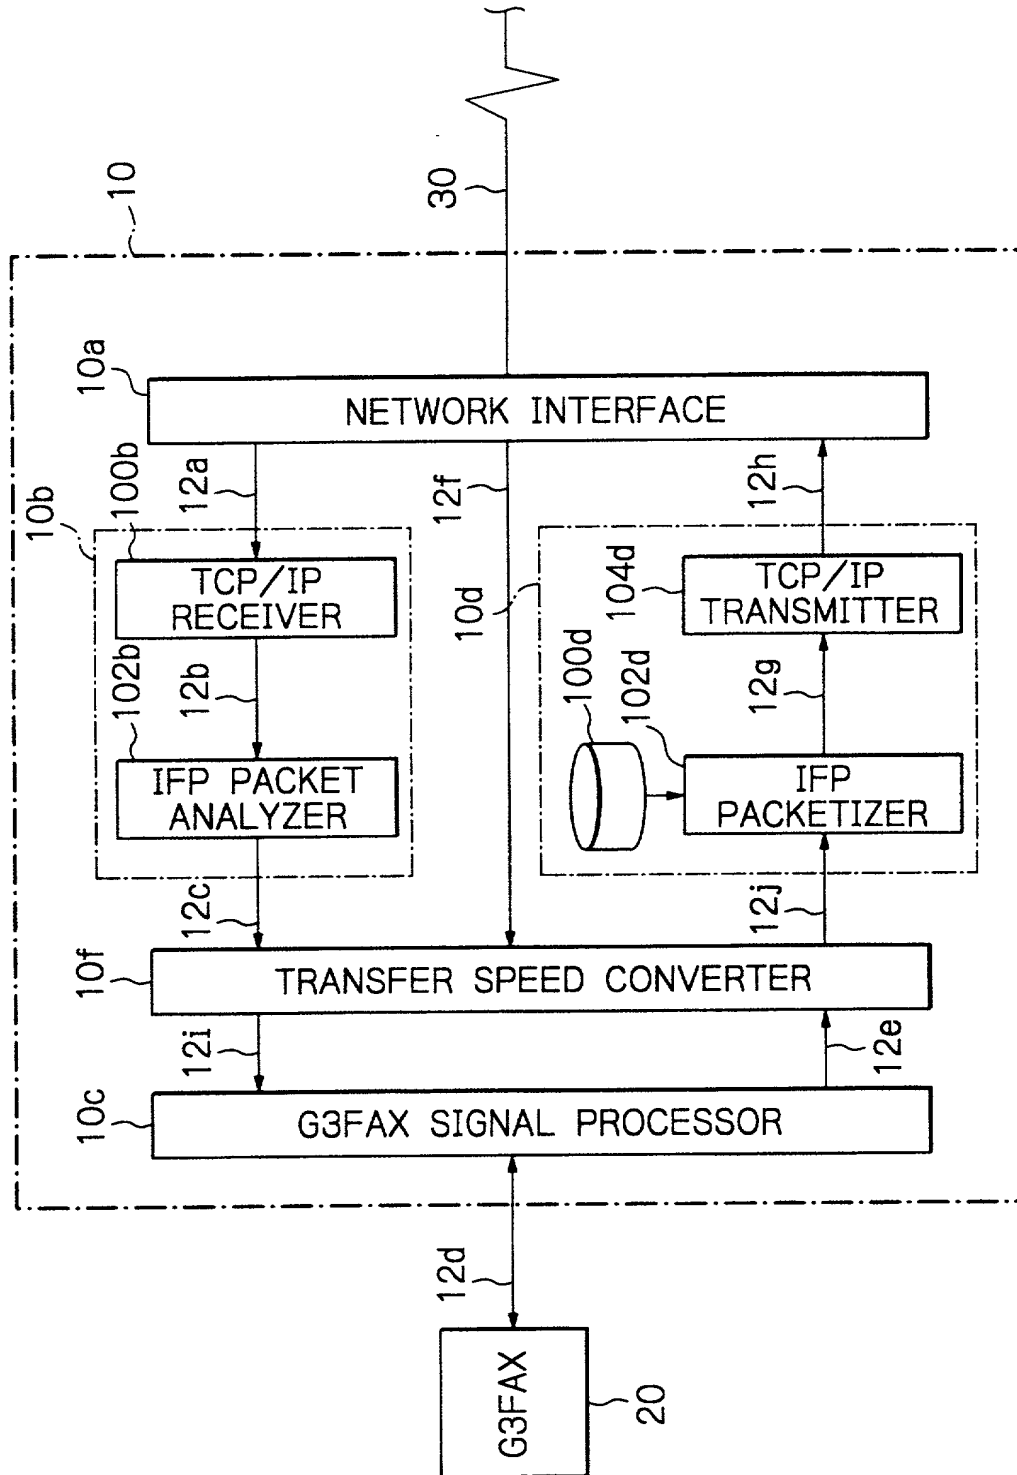 10
30
10a
NETWORK INTERFACE
10b
100b
12a
TCP/IP
RECEIVER
102b
12b
IFP PACKET
ANALYZER
12c
12f
10d
12h
104d
TCP/IP
TRANSMITTER
100d
102d
12g
IFP
PACKETIZER
12j
10f
TRANSFER SPEED CONVERTER
12i
12e
10c
G3FAX SIGNAL PROCESSOR
12d
G3FAX
20